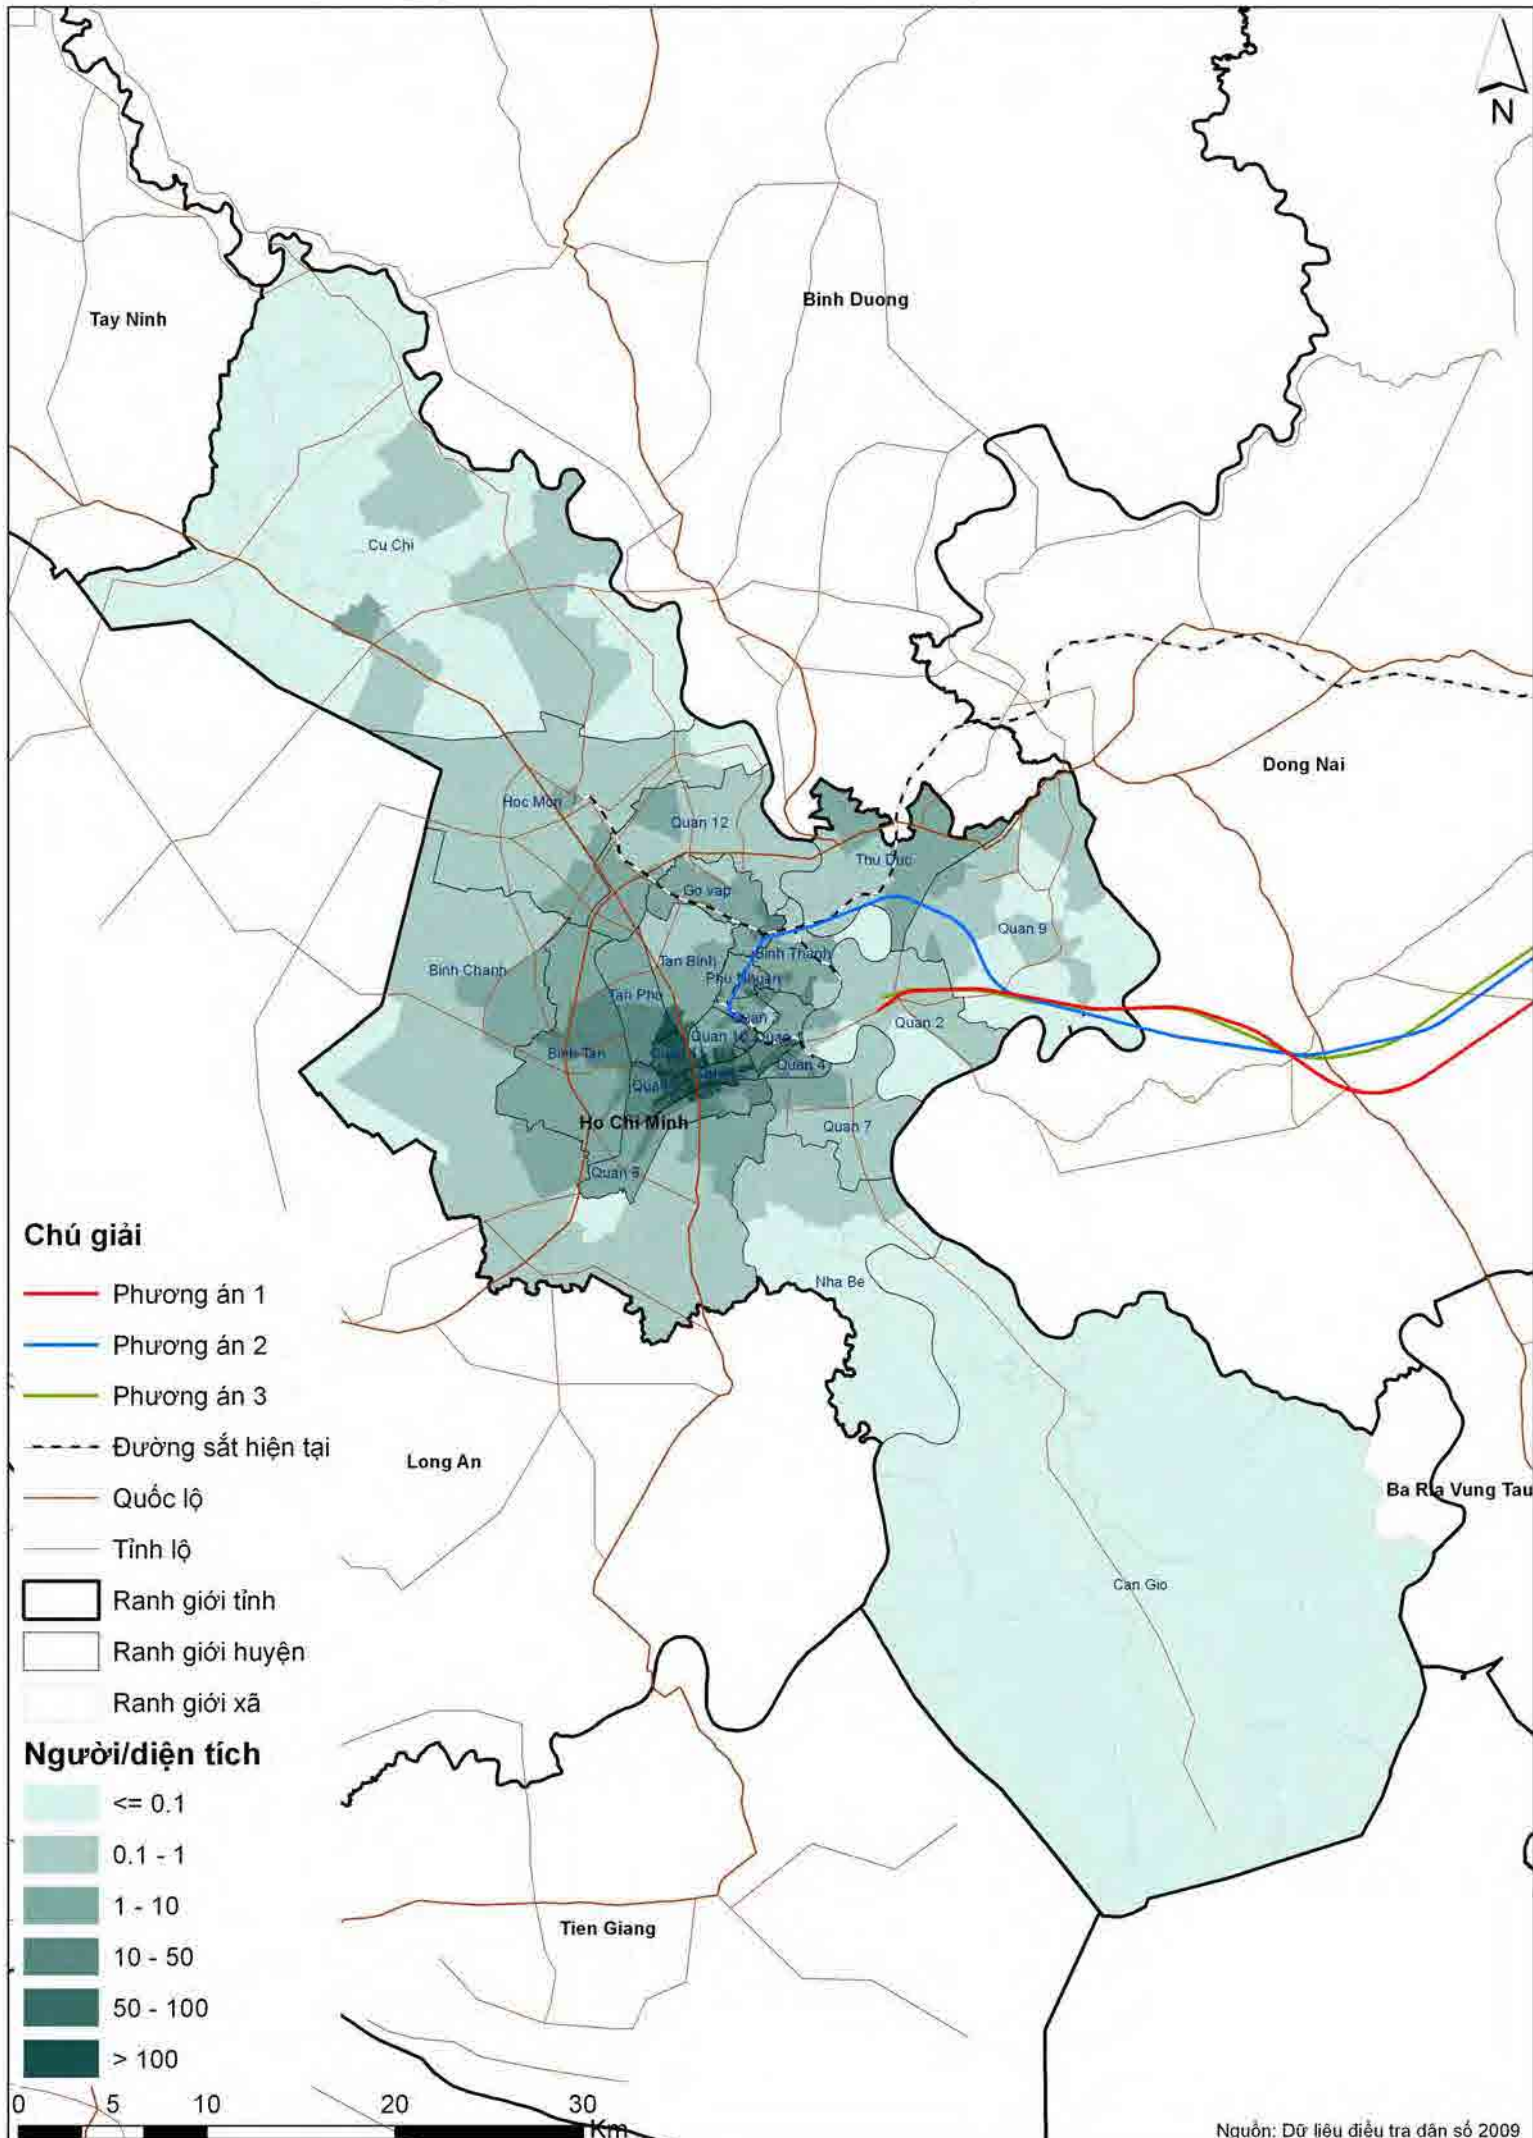 N
Tay Ninh
Binh Duong
Cu Chi
Dong Nai
Hoc Mon
Quan 12
Thu Duc
Go vap
Quan 9
Binh Thanh
Tan Binh
Binh Chanh
Phu Nhuan
Tan Phu
Quan
Quan 2
Quan 10
Binh Tan
Quan 4
Ho Chi Minh
Quan 7
Nha Be
Chú giải
Phương án 1
Phương án 2
Phương án 3
Đường sắt hiện tại
Quốc lộ
Tỉnh lộ
Ranh giới tỉnh
Ranh giới huyện
Ranh giới xã
Long An
Ba Ria Vung Tau
Can Gio
Người/diện tích
<= 0.1
0.1 - 1
1 - 10
10 - 50
50 - 100
> 100
Tien Giang
0 5 10 20 30
Km
Nguồn: Dữ liệu điều tra dân số 2009